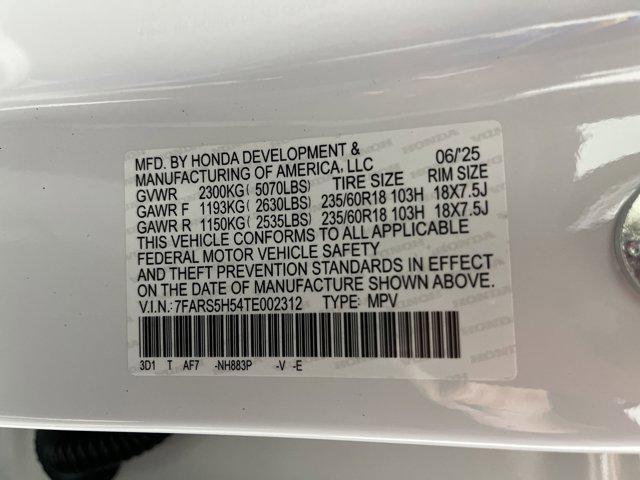 MFD. BY HONDA DEVELOPMENT &
MANUFACTURING OF AMERICA, LLC 06/'25
GVWR 2300KG( 5070LBS) TIRE SIZE RIM SIZE
GAWR F 1193KG( 2630LBS) 235/60R18 103H 18X7.5J
GAWR R 1150KG( 2535LBS) 235/60R18 103H 18X7.5J
THIS VEHICLE CONFORMS TO ALL APPLICABLE
FEDERAL MOTOR VEHICLE SAFETY
AND THEFT PREVENTION STANDARDS IN EFFECT
ON THE DATE OF MANUFACTURE SHOWN ABOVE.
V.I.N.: 7FARS5H54TE002312 TYPE: MPV
3D1 T AF7 -NH883P -V -E